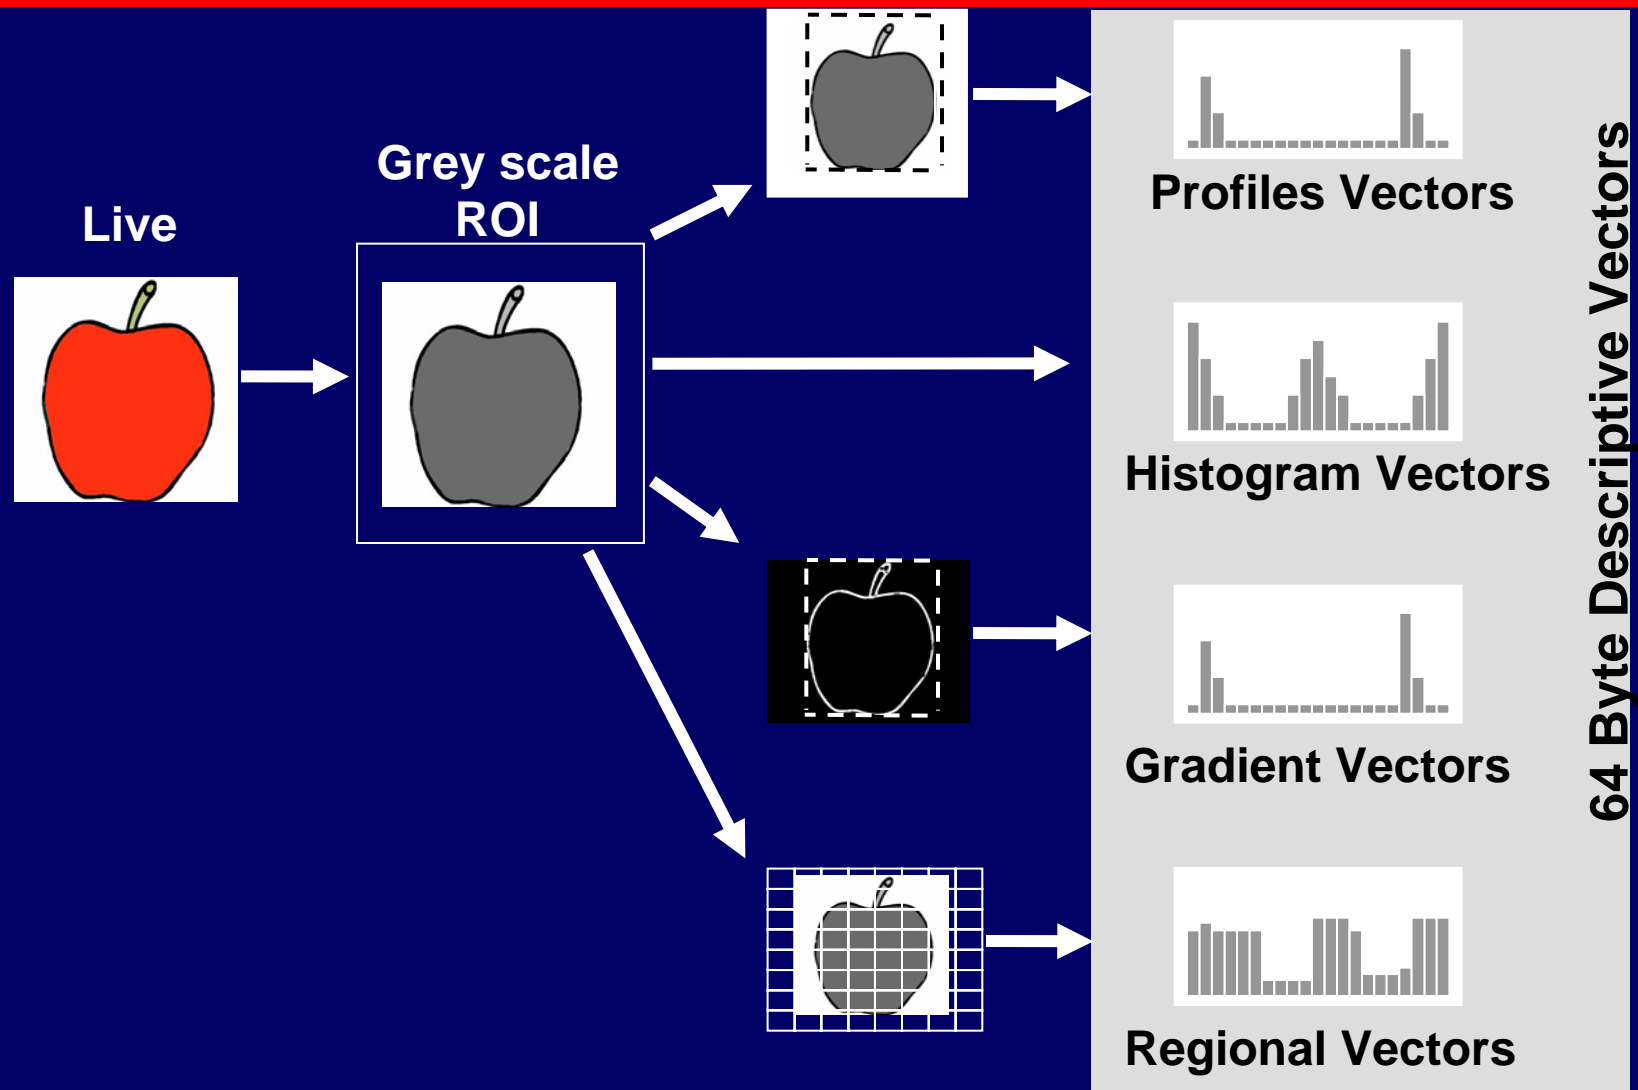 Live
Grey scale
ROI
Profiles Vectors
Histogram Vectors
Gradient Vectors
Regional Vectors
64 Byte Descriptive Vectors